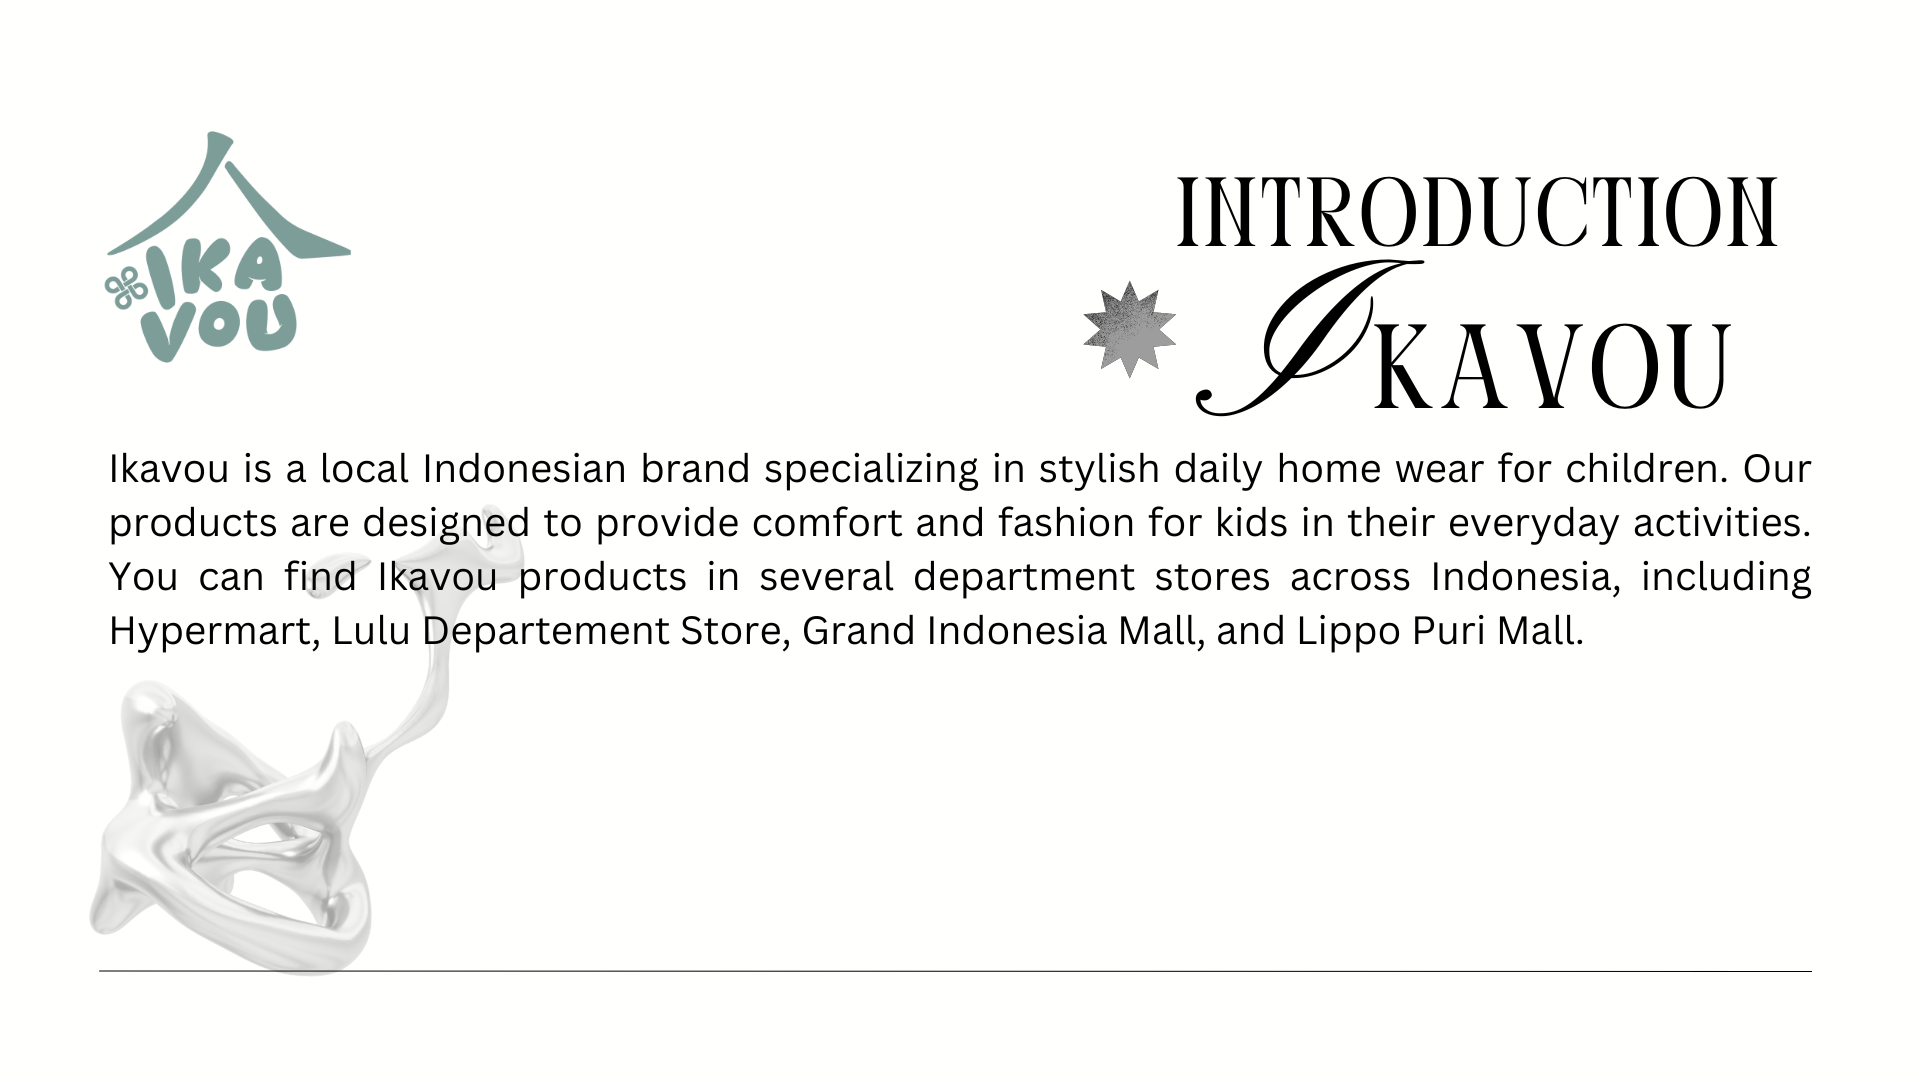 IKA
VOU
INTRODUCTION
IKAVOU
Ikavou is a local Indonesian brand specializing in stylish daily home wear for children. Our
products are designed to provide comfort and fashion for kids in their everyday activities.
You can find Ikavou products in several department stores across Indonesia, including
Hypermart, Lulu Departement Store, Grand Indonesia Mall, and Lippo Puri Mall.